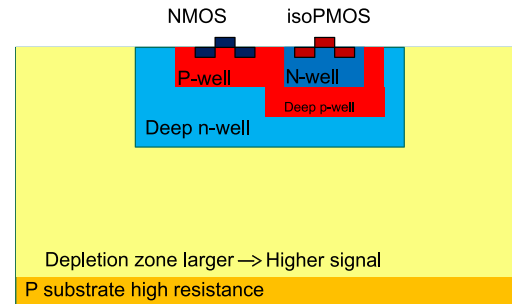 NMOS isoPMOS
P-well N-well
Deep p-well
Deep n-well
Depletion zone larger –> Higher signal
P substrate high resistance